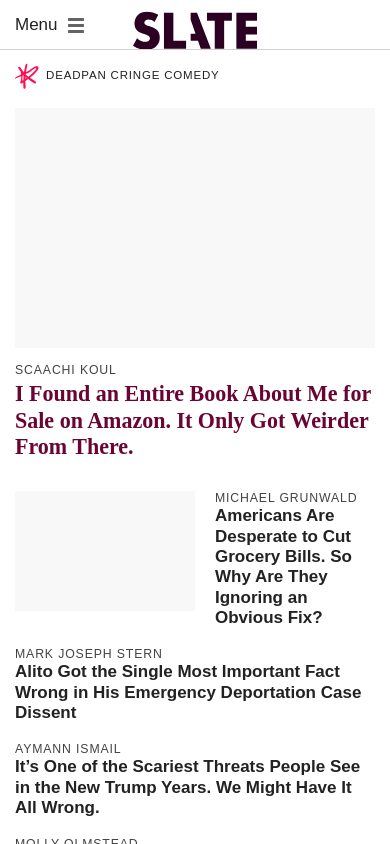 Menu
SLATE
DEADPAN CRINGE COMEDY
SCAACHI KOUL
I Found an Entire Book About Me for
Sale on Amazon. It Only Got Weirder
From There.
MICHAEL GRUNWALD
Americans Are
Desperate to Cut
Grocery Bills. So
Why Are They
Ignoring an
Obvious Fix?
MARK JOSEPH STERN
Alito Got the Single Most Important Fact
Wrong in His Emergency Deportation Case
Dissent
AYMANN ISMAIL
It’s One of the Scariest Threats People See
in the New Trump Years. We Might Have It
All Wrong.
MOLLY OLMSTEAD